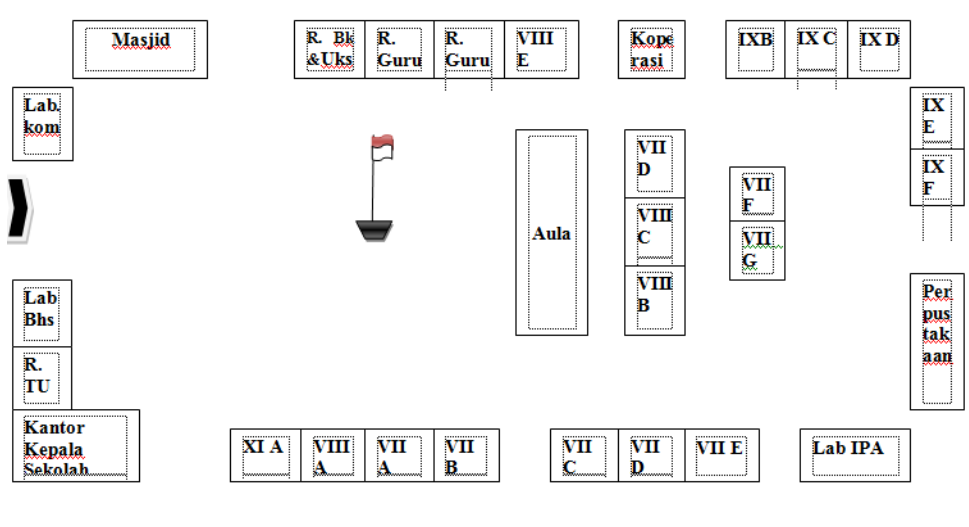 Masjid
R. Bk
&Uks
R.
Guru
R.
Guru
VIII
E
Kope
rasi
IXB
IX C
IX D
Lab.
kom
IX
E
IX
F
VII
D
VIII
C
VIII
B
VII
F
VII
G
Aula
Lab
Bhs
R.
TU
Kantor
Kepala
Sekolah
Per
pus
tak
aan
XI A
VIII
A
VII
A
VII
B
VII
C
VII
D
VII E
Lab IPA